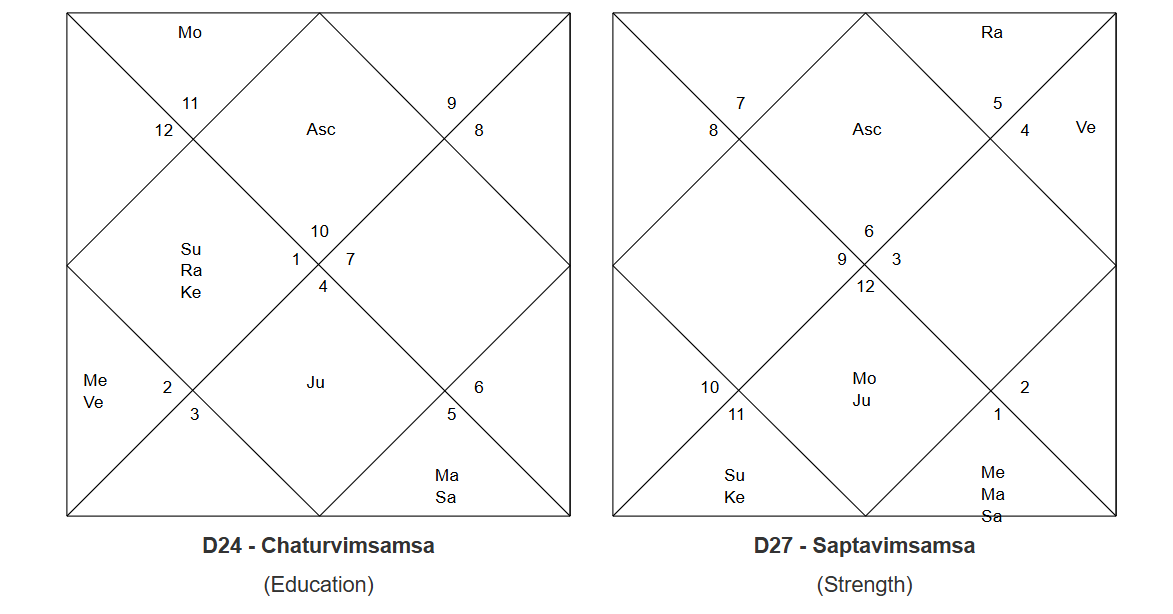 Mo
11
9
12
8
Asc
10
1
7
4
Su
Ra
Ke
Me
Ve
2
3
Ju
6
5
Ma
Sa
D24 - Chaturvimsamsa
(Education)
Ra
7
5
8
4
Ve
Asc
6
9
3
12
10
11
Mo
Ju
2
1
Su
Ke
Me
Ma
Sa
D27 - Saptavimsamsa
(Strength)